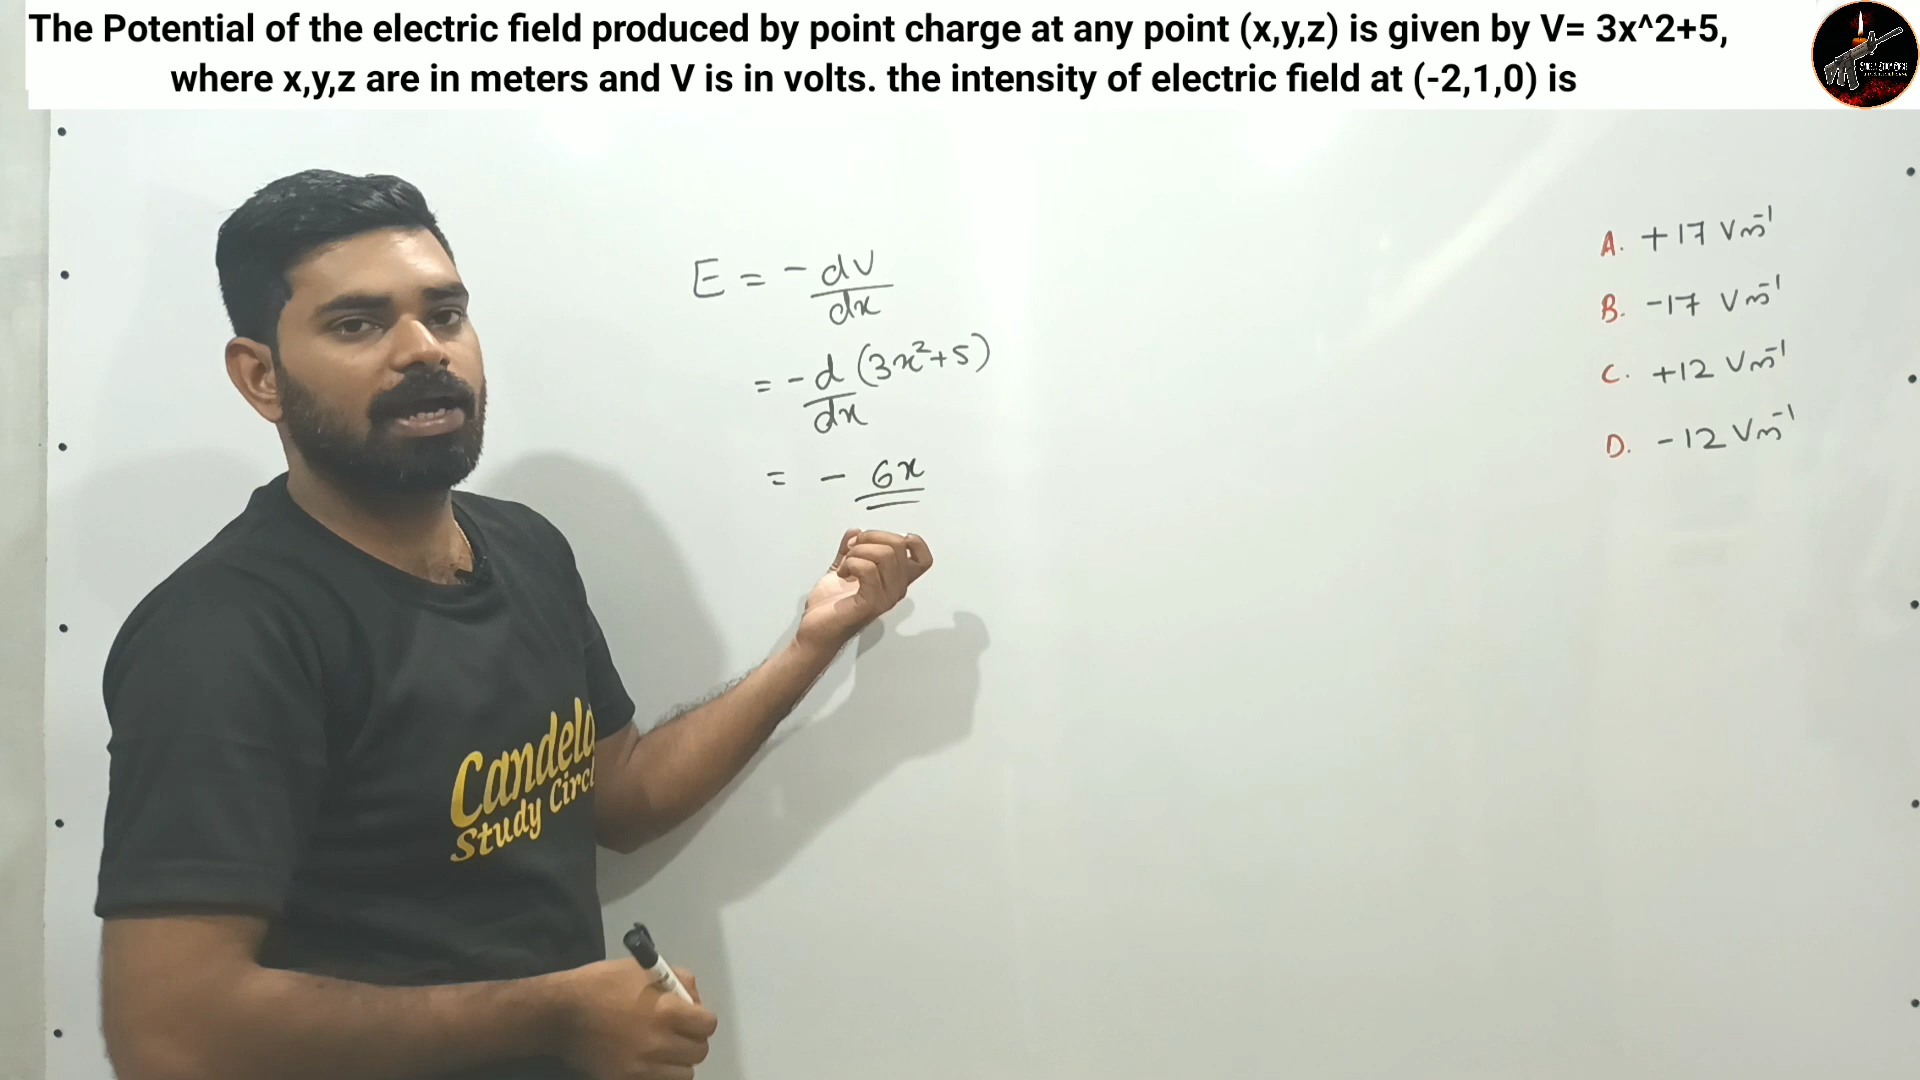 The Potential of the electric field produced by point charge at any point (x,y,z) is given by V= 3x^2+5,
where x,y,z are in meters and V is in volts. the intensity of electric field at (-2,1,0) is
E = - dV/dx
= - d/dx (3x²+5)
= - 6x
A. +17 Vm⁻¹
B. -17 Vm⁻¹
C. +12 Vm⁻¹
D. -12 Vm⁻¹
Candela
Study Circl